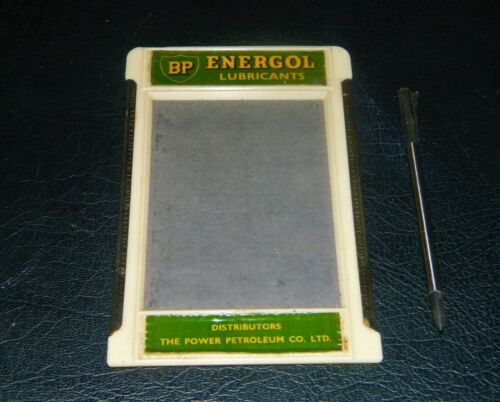 BP ENERGOL
LUBRICANTS
DISTRIBUTORS
THE POWER PETROLEUM CO. LTD.